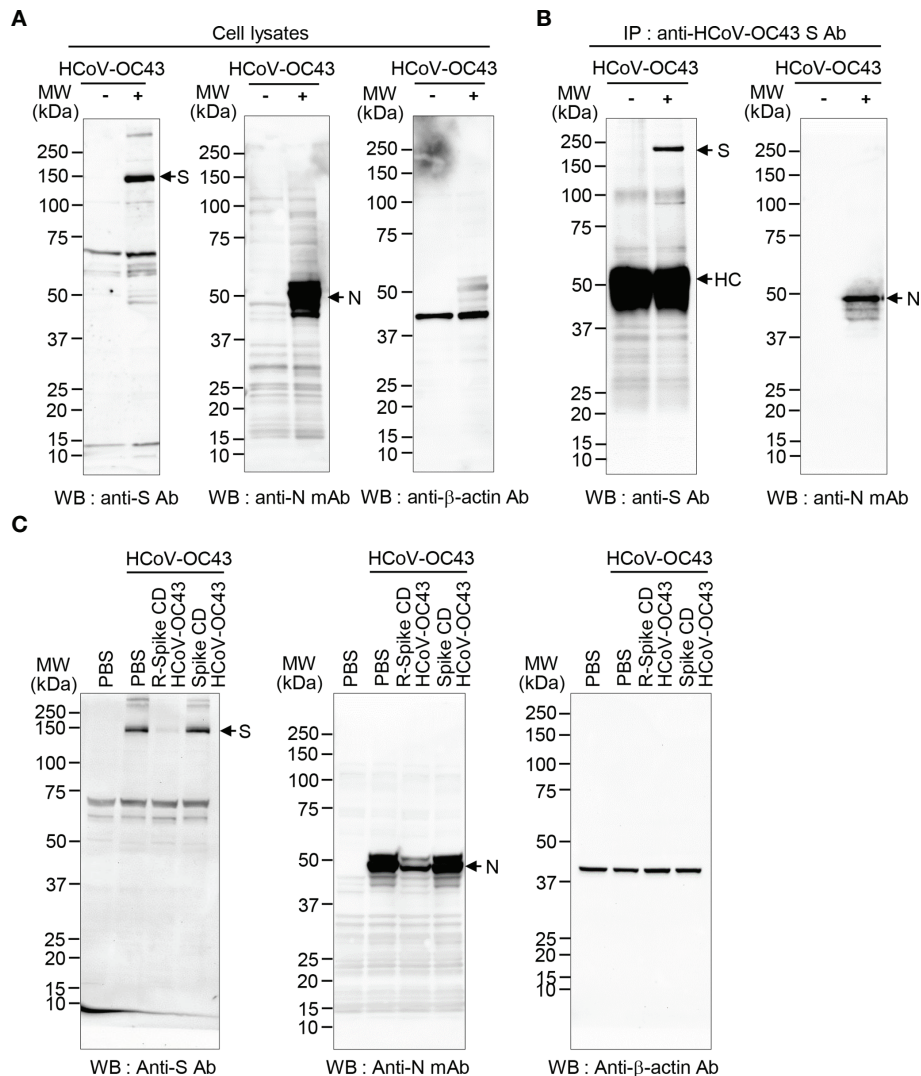 A
Cell lysates
HCoV-OC43
MW
(kDa)
-
+
250
150
100
75
50
37
25
20
15
10
S
WB : anti-S Ab
HCoV-OC43
MW
(kDa)
-
+
250
150
100
75
50
37
25
20
15
10
N
WB : anti-N mAb
HCoV-OC43
MW
(kDa)
-
+
250
150
100
75
50
37
25
20
15
10
WB : anti-β-actin Ab
B
IP : anti-HCoV-OC43 S Ab
HCoV-OC43
MW
(kDa)
-
+
250
150
100
75
50
37
25
20
15
10
S
HC
WB : anti-S Ab
HCoV-OC43
MW
(kDa)
-
+
250
150
100
75
50
37
25
20
15
10
N
WB : anti-N mAb
C
HCoV-OC43
MW
(kDa)
PBS
PBS
R-Spike CD
HCoV-OC43
Spike CD
HCoV-OC43
250
150
100
75
50
37
25
20
15
10
S
WB : Anti-S Ab
HCoV-OC43
MW
(kDa)
PBS
PBS
R-Spike CD
HCoV-OC43
Spike CD
HCoV-OC43
250
150
100
75
50
37
25
20
15
10
N
WB : Anti-N mAb
HCoV-OC43
MW
(kDa)
PBS
PBS
R-Spike CD
HCoV-OC43
Spike CD
HCoV-OC43
250
150
100
75
50
37
25
20
15
10
WB : Anti-β-actin Ab